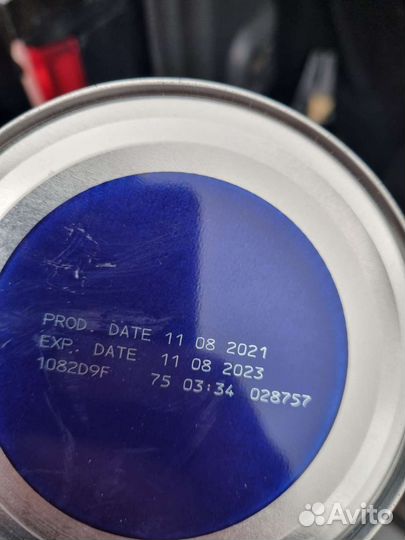 PROD. DATE 11 08 2021
EXP. DATE 11 08 2023
1082D9F 75 03:34 028757
Avito